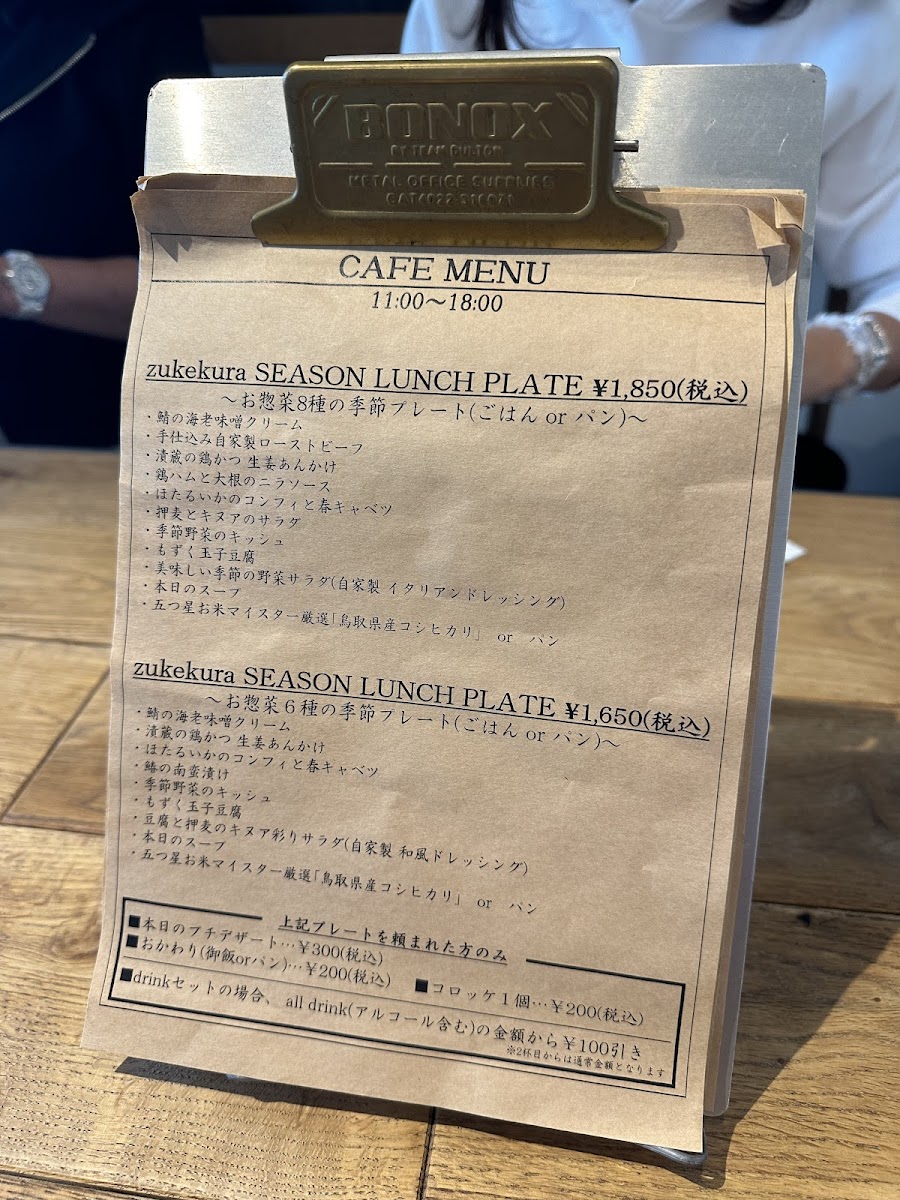 BONOX
BY TEAM DULTON
METAL OFFICE SUPPLIES
CAT#022-316071
CAFE MENU
11:00～18:00
zukekura SEASON LUNCH PLATE ¥1,850(税込)
～お惣菜8種の季節プレート(ごはん or パン)～
・鯖の海老味噌クリーム
・手仕込み自家製ローストビーフ
・漬蔵の鶏かつ 生姜あんかけ
・鶏ハムと大根のニラソース
・ほたるいかのコンフィと春キャベツ
・押麦とキヌアのサラダ
・季節野菜のキッシュ
・もずく玉子豆腐
・美味しい季節の野菜サラダ(自家製 イタリアンドレッシング)
・本日のスープ
・五つ星お米マイスター厳選「鳥取県産コシヒカリ」 or パン
zukekura SEASON LUNCH PLATE ¥1,650(税込)
～お惣菜６種の季節プレート(ごはん or パン)～
・鯖の海老味噌クリーム
・漬蔵の鶏かつ 生姜あんかけ
・ほたるいかのコンフィと春キャベツ
・鰆の南蛮漬け
・季節野菜のキッシュ
・もずく玉子豆腐
・豆腐と押麦のキヌア彩りサラダ(自家製 和風ドレッシング)
・本日のスープ
・五つ星お米マイスター厳選「鳥取県産コシヒカリ」 or パン
上記プレートを頼まれた方のみ
■本日のプチデザート…￥300(税込)
■おかわり(御飯orパン)…￥200(税込) ■コロッケ１個…￥200(税込)
■drinkセットの場合、all drink(アルコール含む)の金額から￥100引き
※2杯目からは通常金額となります